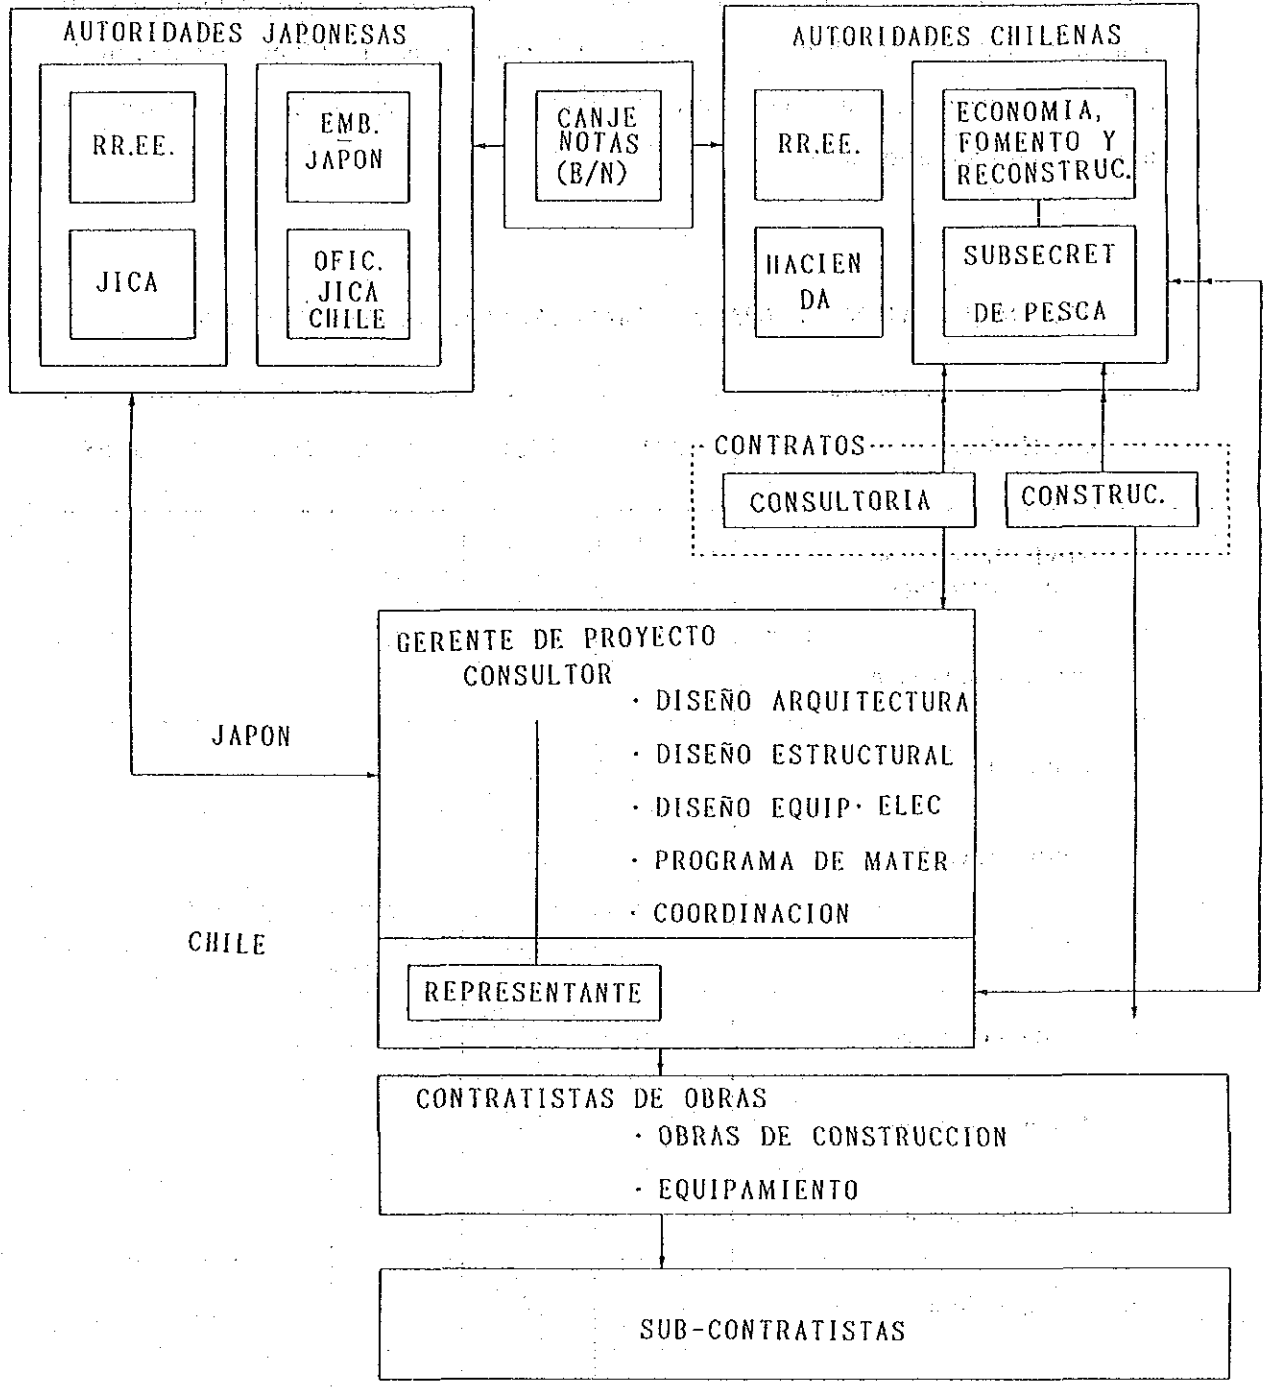 AUTORIDADES JAPONESAS
RR.EE.
EMB.
JAPON
JICA
OFIC.
JICA
CHILE
CANJE
NOTAS
(E/N)
AUTORIDADES CHILENAS
RR.EE.
ECONOMIA,
FOMENTO Y
RECONSTRUC.
HACIEN
DA
SUBSECRET
DE PESCA
CONTRATOS
CONSULTORIA
CONSTRUC.
GERENTE DE PROYECTO
CONSULTOR
· DISEÑO ARQUITECTURA
· DISEÑO ESTRUCTURAL
· DISEÑO EQUIP· ELEC
· PROGRAMA DE MATER
· COORDINACION
JAPON
CHILE
REPRESENTANTE
CONTRATISTAS DE OBRAS
· OBRAS DE CONSTRUCCION
· EQUIPAMIENTO
SUB-CONTRATISTAS